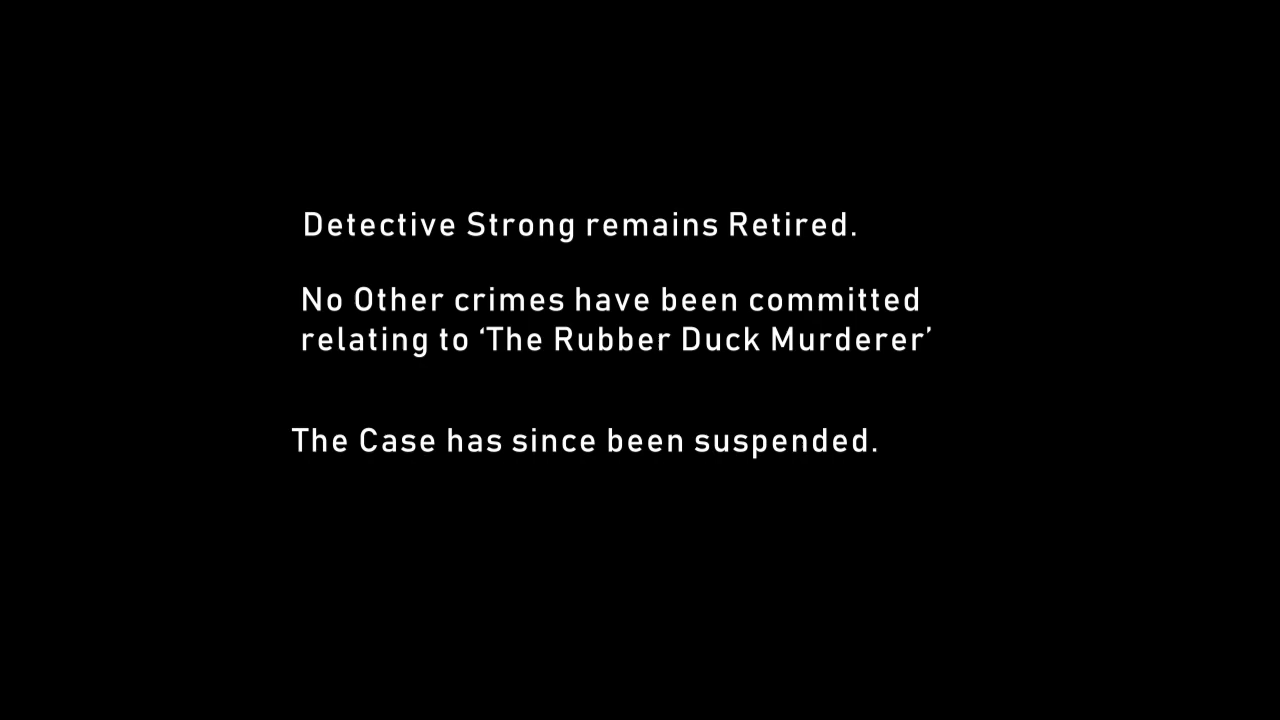 Detective Strong remains Retired.
No Other crimes have been committed
relating to ‘The Rubber Duck Murderer’
The Case has since been suspended.